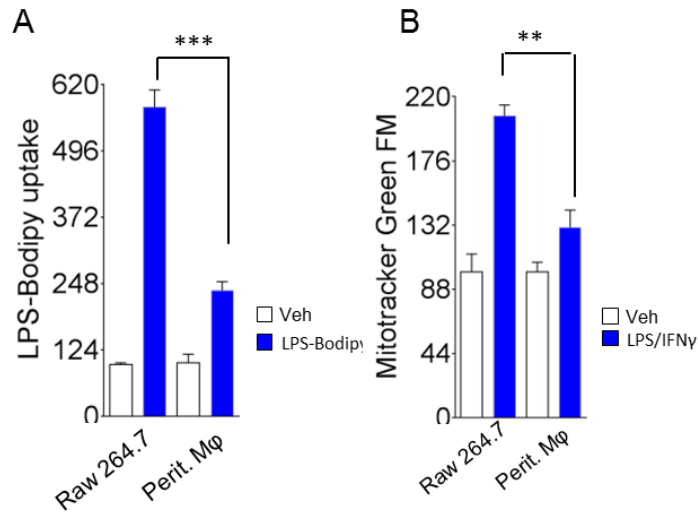 A
***
LPS-Bodipy uptake
620
496
372
248
124
0
Raw 264.7
Perit. Mφ
Veh
LPS-Bodipy
B
**
Mitotracker Green FM
220
176
132
88
44
0
Raw 264.7
Perit. Mφ
Veh
LPS/IFNγ